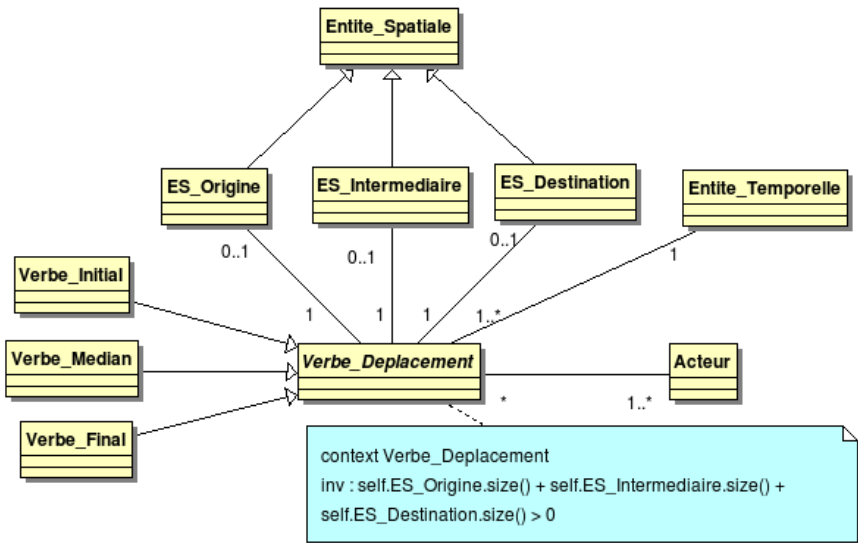 Entite_Spatiale
ES_Origine
ES_Intermediaire
ES_Destination
Entite_Temporelle
0..1
0..1
0..1
1
Verbe_Initial
1
1
1
1..*
Verbe_Median
Verbe_Deplacement
Acteur
*
1..*
Verbe_Final
context Verbe_Deplacement
inv : self.ES_Origine.size() + self.ES_Intermediaire.size() +
self.ES_Destination.size() > 0